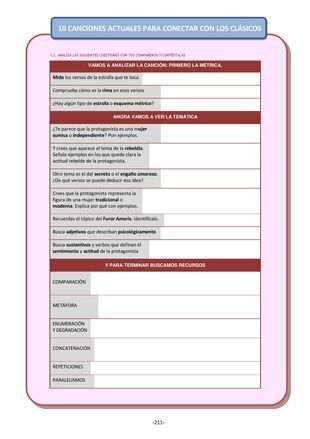 10 CANCIONES ACTUALES PARA CONECTAR CON LOS CLÁSICOS
1.2. ANALIZA LAS SIGUIENTES CUESTIONES CON TUS COMPAÑEROS Y CONTÉSTALAS.
VAMOS A ANALIZAR LA CANCIÓN: PRIMERO LA MÉTRICA,
Mide los versos de la estrofa que te toca
Comprueba cómo es la rima en esos versos
¿Hay algún tipo de estrofa o esquema métrico?
AHORA VAMOS A VER LA TEMÁTICA
¿Te parece que la protagonista es una mujer
sumisa o independiente? Pon ejemplos.
Y crees que aparece el tema de la rebeldía.
Señala ejemplos en los que quede clara la
actitud rebelde de la protagonista.
Otro tema es el del secreto o el engaño amoroso.
¿De qué versos se puede deducir esa idea?
Crees que la protagonista representa la
figura de una mujer tradicional o
moderna. Explica por qué con ejemplos.
Recuerdas el tópico del Furor Amoris. Identifícalo.
Busca adjetivos que describan psicológicamente.
Busca sustantivos y verbos que definan el
sentimiento y actitud de la protagonista
Y PARA TERMINAR BUSCAMOS RECURSOS
COMPARACIÓN
METÁFORA
ENUMERACIÓN
Y DEGRADACIÓN
CONCATENACIÓN
REPETICIONES
PARALELISMOS
-211-